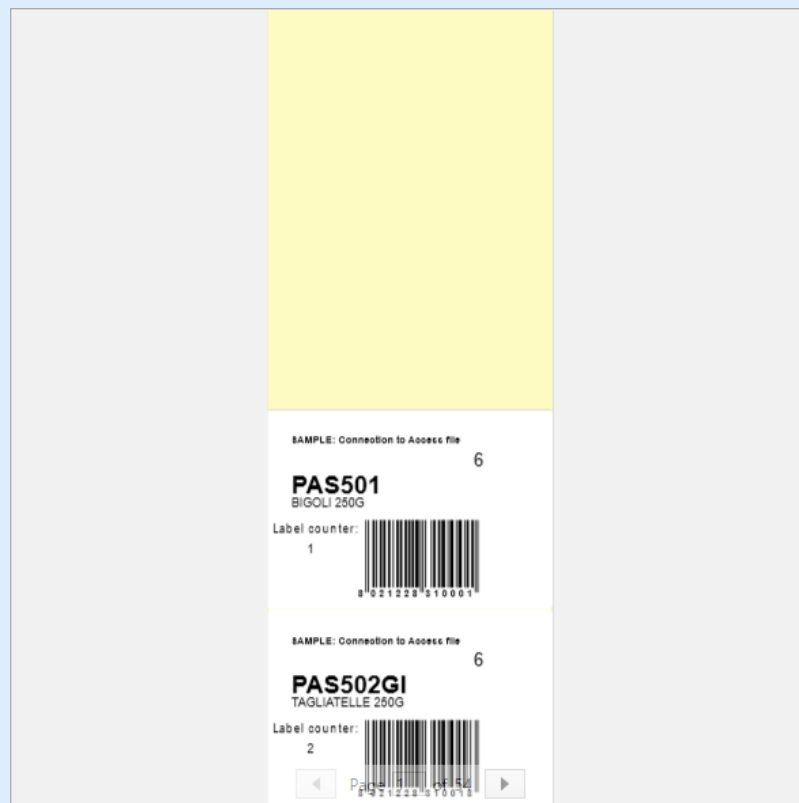 SAMPLE: Connection to Access file
6
PAS501
BIGOLI 250G
Label counter:
1
8 021228 310001
SAMPLE: Connection to Access file
6
PAS502GI
TAGLIATELLE 250G
Label counter:
2
Page 1 of 54